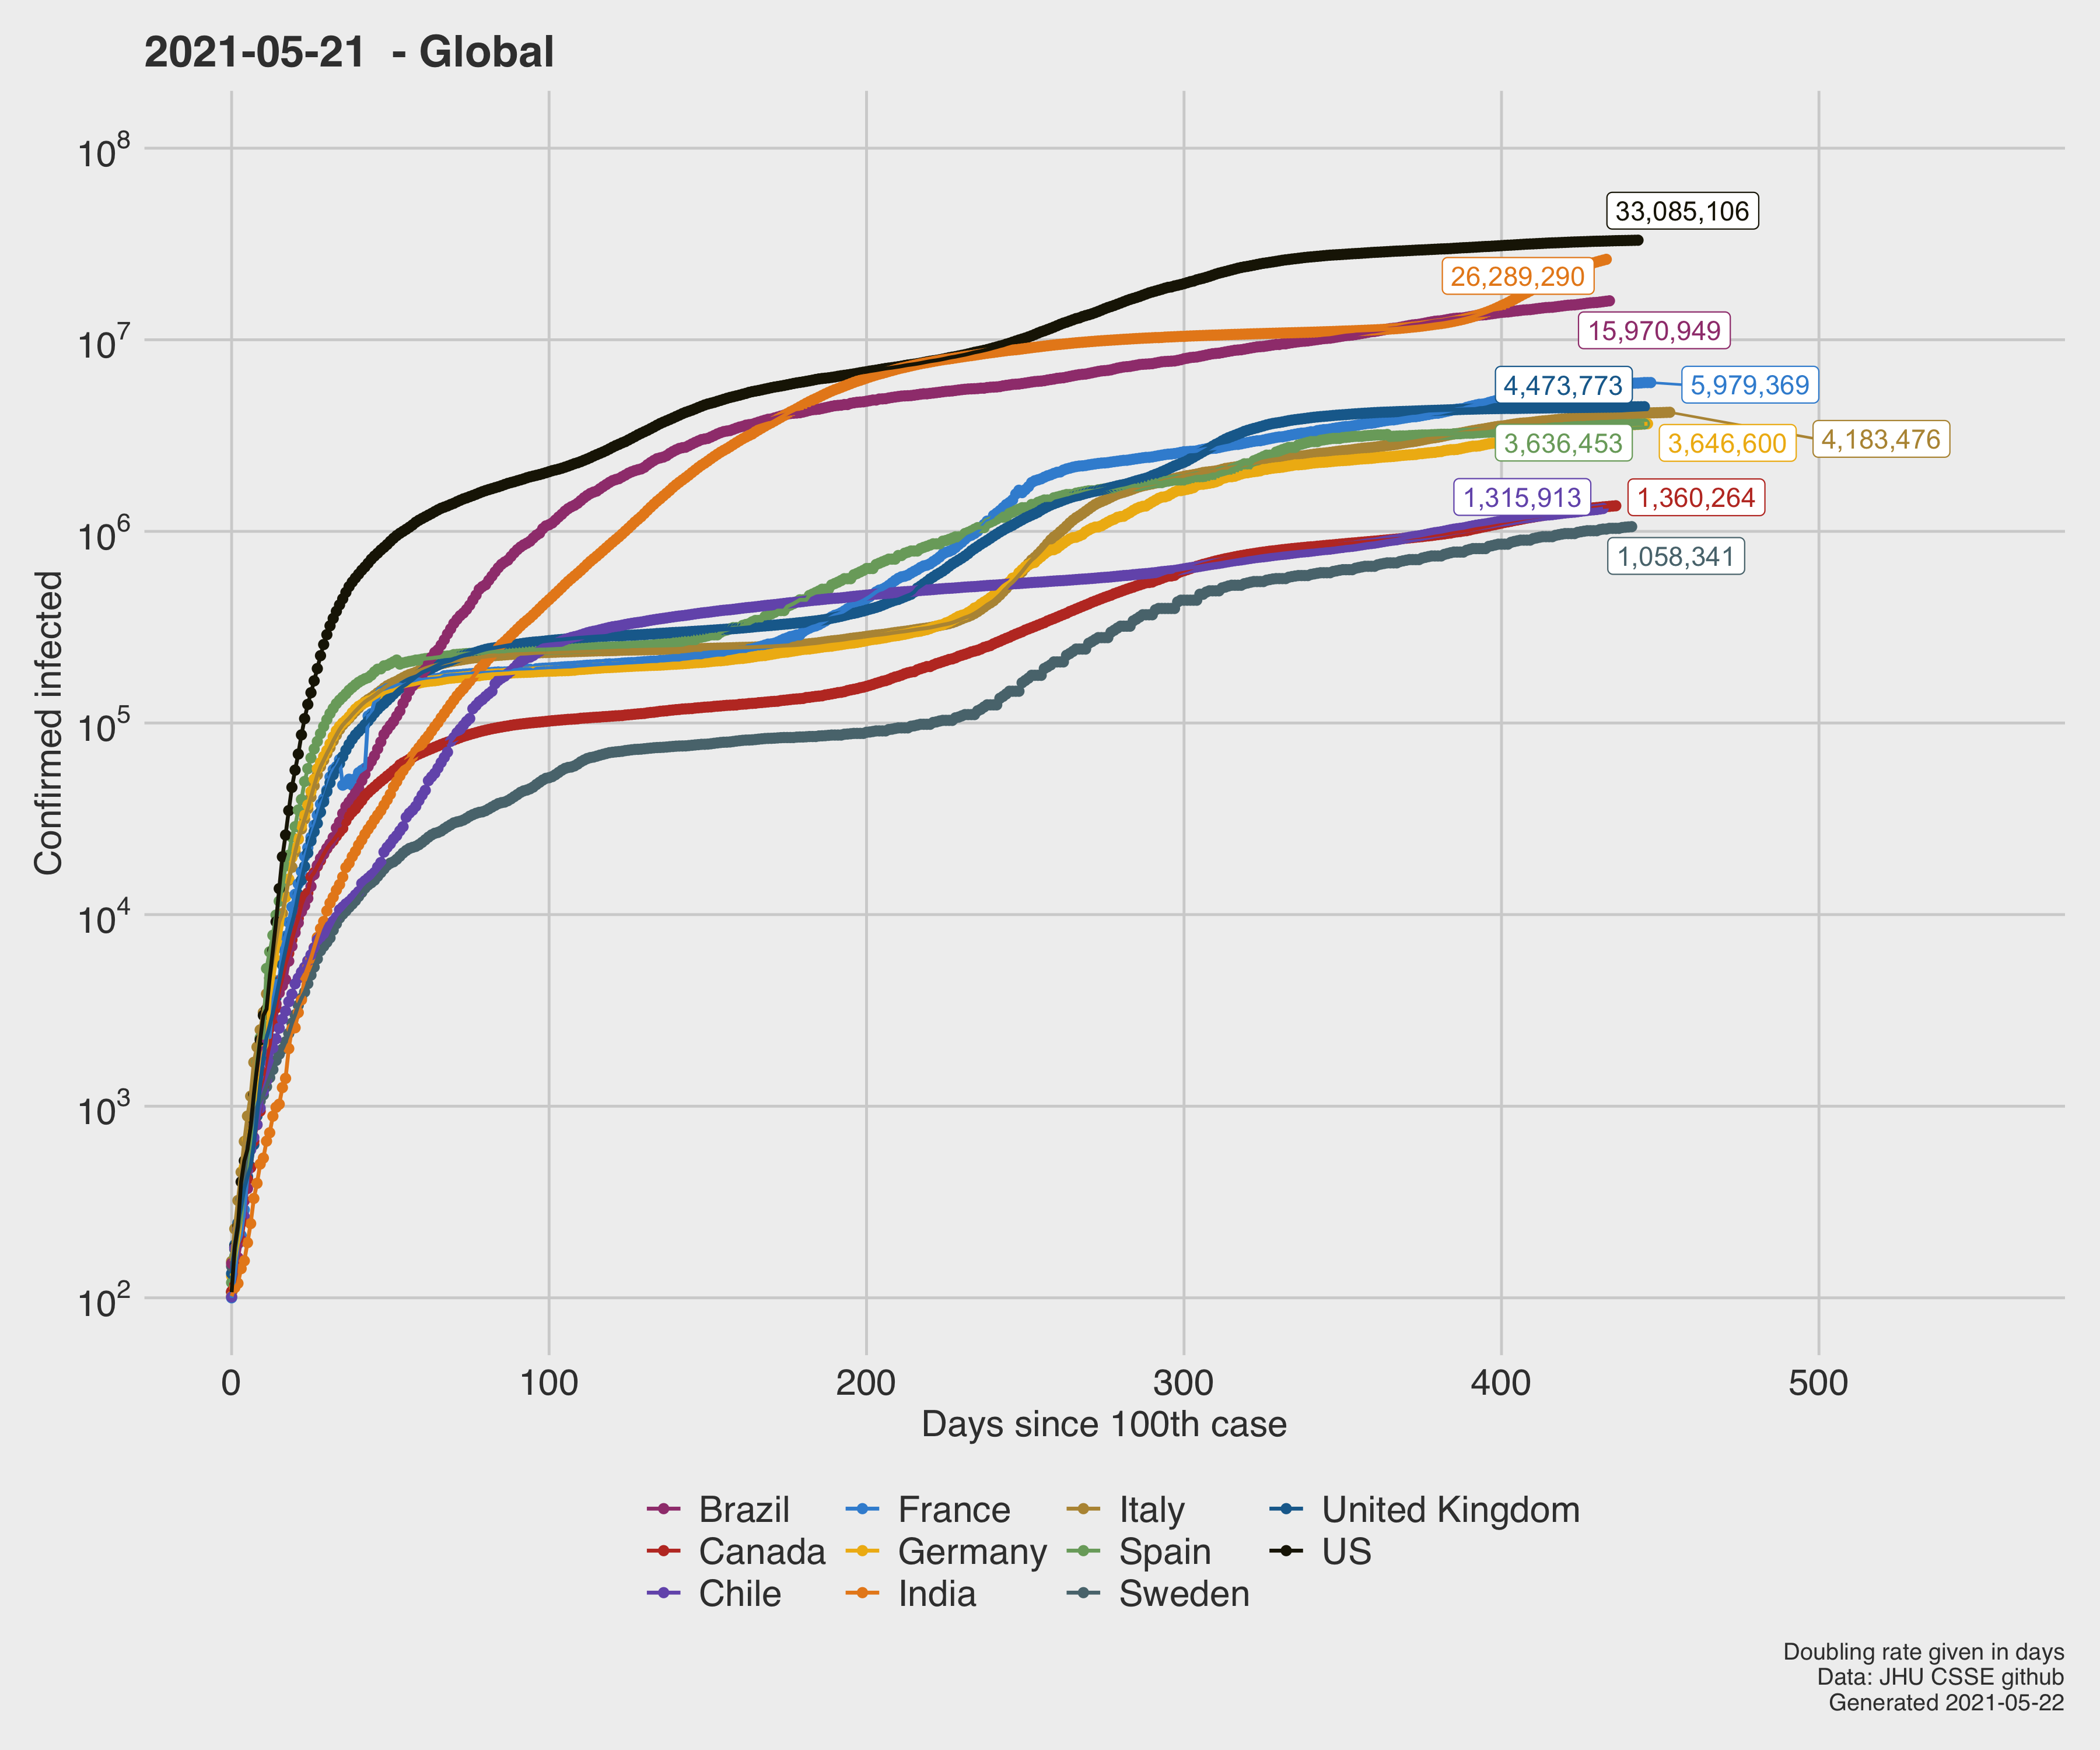 2021-05-21 - Global
Confirmed infected
10^8
10^7
10^6
10^5
10^4
10^3
10^2
33,085,106
26,289,290
15,970,949
4,473,773
5,979,369
3,636,453
3,646,600
4,183,476
1,315,913
1,360,264
1,058,341
0 100 200 300 400 500
Days since 100th case
Brazil France Italy United Kingdom
Canada Germany Spain US
Chile India Sweden
Doubling rate given in days
Data: JHU CSSE github
Generated 2021-05-22